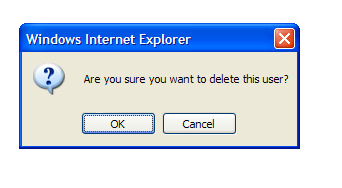 Windows Internet Explorer
Are you sure you want to delete this user?
OK
Cancel